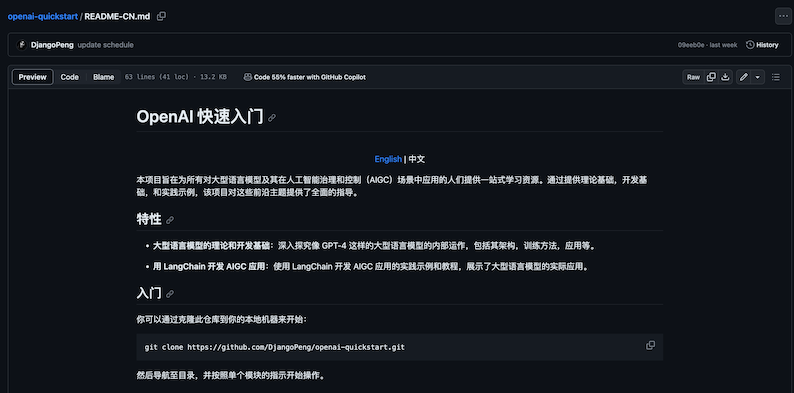 openai-quickstart / README-CN.md
DjangoPeng update schedule
09eeb0e · last week
History
Preview
Code
Blame
63 lines (41 loc) · 13.2 KB
Code 55% faster with GitHub Copilot
Raw
OpenAI 快速入门
English | 中文
本项目旨在为所有对大型语言模型及其在人工智能治理和控制（AIGC）场景中应用的人们提供一站式学习资源。通过提供理论基础，开发基
础，和实践示例，该项目对这些前沿主题提供了全面的指导。
特性
• 大型语言模型的理论和开发基础：深入探究像 GPT-4 这样的大型语言模型的内部运作，包括其架构，训练方法，应用等。
• 用 LangChain 开发 AIGC 应用：使用 LangChain 开发 AIGC 应用的实践示例和教程，展示了大型语言模型的实际应用。
入门
你可以通过克隆此仓库到你的本地机器来开始：
git clone https://github.com/DjangoPeng/openai-quickstart.git
然后导航至目录，并按照单个模块的指示开始操作。